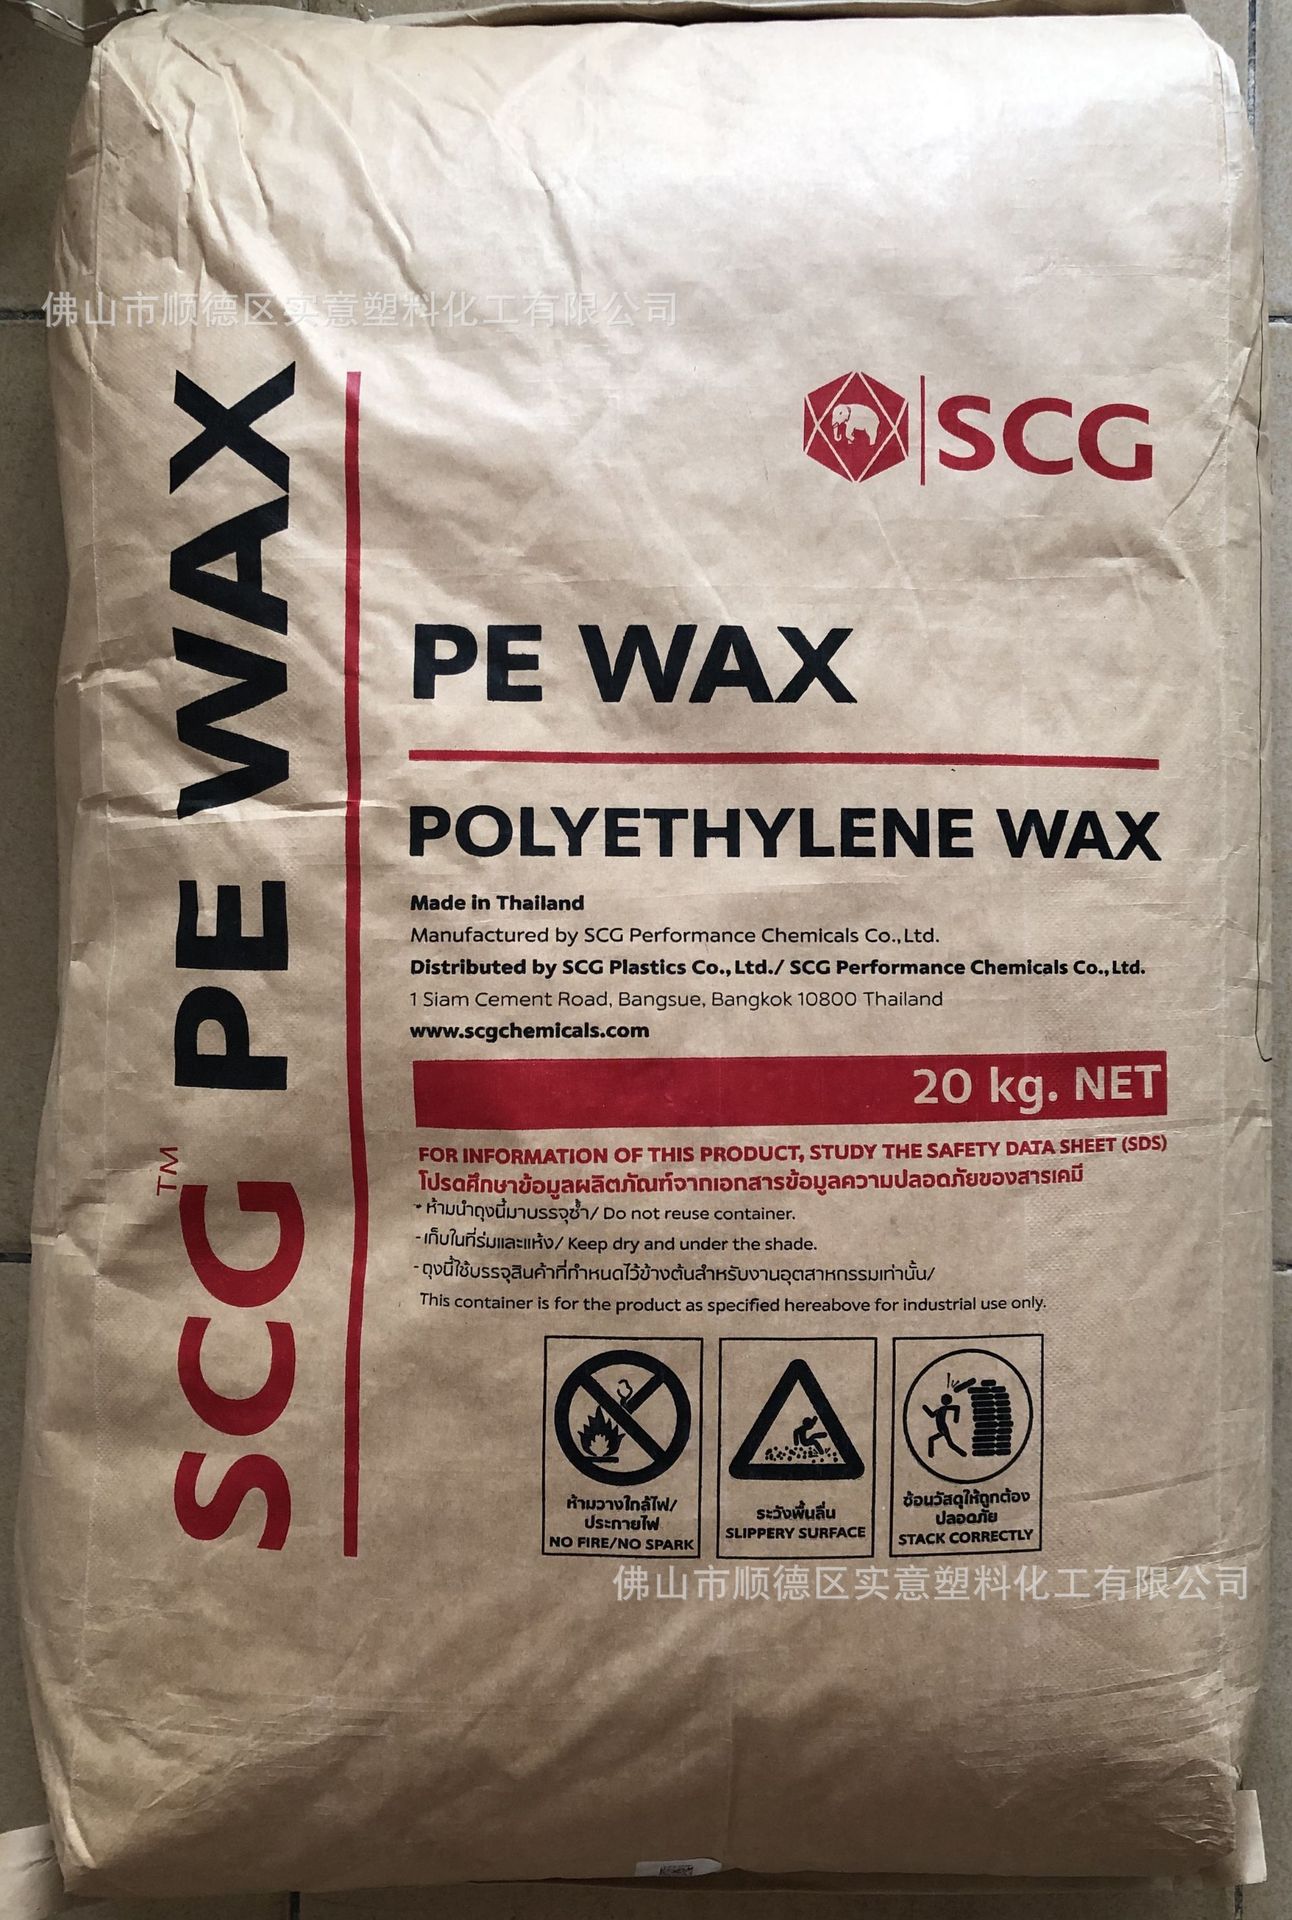 佛山市顺德区实意塑料化工有限公司
SCG™ PE WAX
SCG
PE WAX
POLYETHYLENE WAX
Made in Thailand
Manufactured by SCG Performance Chemicals Co.,Ltd.
Distributed by SCG Plastics Co.,Ltd./ SCG Performance Chemicals Co.,Ltd.
1 Siam Cement Road, Bangsue, Bangkok 10800 Thailand
www.scgchemicals.com
20 kg. NET
FOR INFORMATION OF THIS PRODUCT, STUDY THE SAFETY DATA SHEET (SDS)
โปรดศึกษาข้อมูลผลิตภัณฑ์จากเอกสารข้อมูลความปลอดภัยของสารเคมี
- ห้ามนำถุงนี้มาบรรจุซ้ำ/ Do not reuse container.
- เก็บในที่ร่มและแห้ง/ Keep dry and under the shade.
- ถุงนี้ใช้บรรจุสินค้าที่กำหนดไว้ข้างต้นสำหรับงานอุตสาหกรรมเท่านั้น/
This container is for the product as specified hereabove for industrial use only.
ห้ามวางใกล้ไฟ/
ประกายไฟ
NO FIRE/NO SPARK
ระวังพื้นลื่น
SLIPPERY SURFACE
ซ้อนวัสดุให้ถูกต้อง
ปลอดภัย
STACK CORRECTLY
佛山市顺德区实意塑料化工有限公司